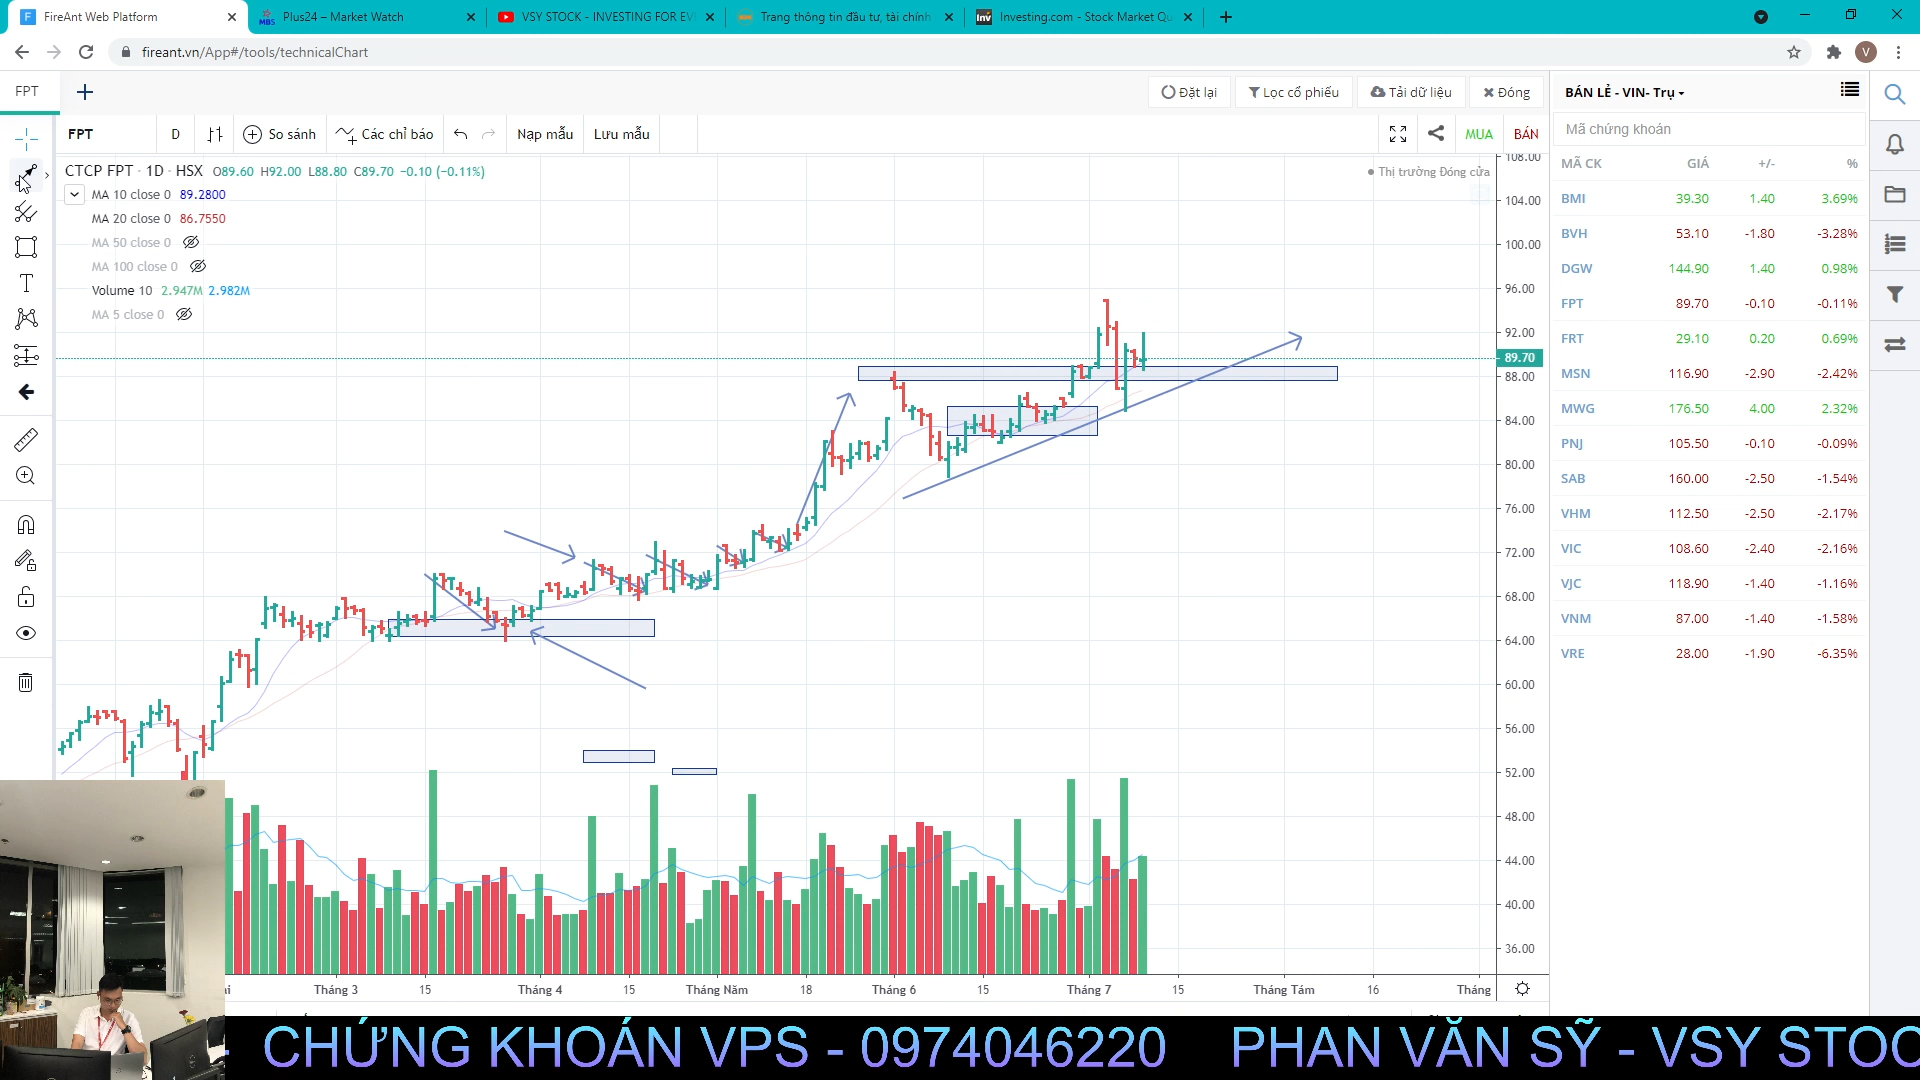 FireAnt Web Platform
Plus24 – Market Watch
VSY STOCK - INVESTING FOR EV
Trang thông tin đầu tư, tài chính
Investing.com - Stock Market Qu
fireant.vn/App#/tools/technicalChart
V
FPT
Đặt lại
Lọc cổ phiếu
Tải dữ liệu
Đóng
FPT
D
So sánh
Các chỉ báo
Nạp mẫu
Lưu mẫu
MUA
BÁN
CTCP FPT · 1D · HSX O89.60 H92.00 L88.80 C89.70 −0.10 (−0.11%)
Thị trường Đóng cửa
MA 10 close 0 89.2800
MA 20 close 0 86.7550
MA 50 close 0
MA 100 close 0
Volume 10 2.947M 2.982M
MA 5 close 0
108.00
104.00
100.00
96.00
92.00
89.70
88.00
84.00
80.00
76.00
72.00
68.00
64.00
60.00
56.00
52.00
48.00
44.00
40.00
36.00
Tháng 3
15
Tháng 4
15
Tháng Năm
18
Tháng 6
15
Tháng 7
15
Tháng Tám
16
Tháng
BÁN LẺ - VIN- Trụ
Mã chứng khoán
MÃ CK GIÁ +/- %
BMI 39.30 1.40 3.69%
BVH 53.10 -1.80 -3.28%
DGW 144.90 1.40 0.98%
FPT 89.70 -0.10 -0.11%
FRT 29.10 0.20 0.69%
MSN 116.90 -2.90 -2.42%
MWG 176.50 4.00 2.32%
PNJ 105.50 -0.10 -0.09%
SAB 160.00 -2.50 -1.54%
VHM 112.50 -2.50 -2.17%
VIC 108.60 -2.40 -2.16%
VJC 118.90 -1.40 -1.16%
VNM 87.00 -1.40 -1.58%
VRE 28.00 -1.90 -6.35%
- CHỨNG KHOÁN VPS - 0974046220 PHAN VĂN SỸ - VSY STOC